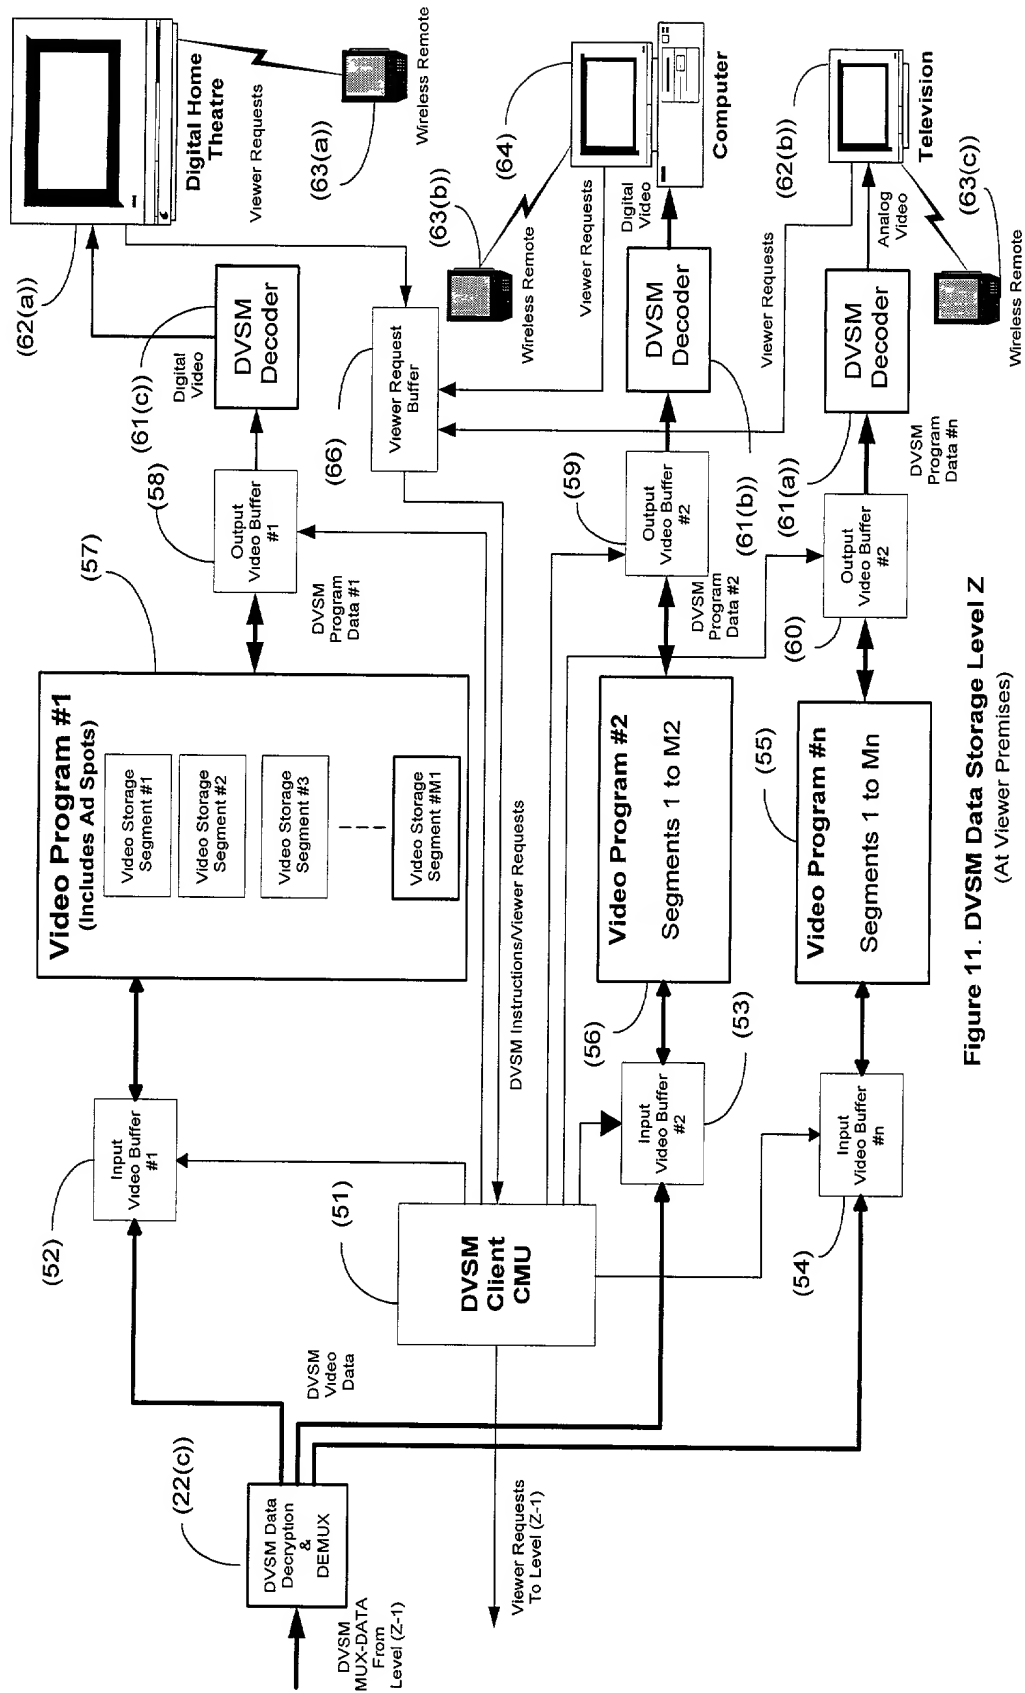 DVSM
MUX-DATA
From
Level (Z-1)
DVSM Data
Decryption
&
DEMUX
(22(c))
DVSM
Video
Data
Viewer Requests
To Level (Z-1)
DVSM
Client
CMU
(51)
Input
Video Buffer
#1
(52)
Input
Video Buffer
#2
(53)
Input
Video Buffer
#n
(54)
Video Program #1
(Includes Ad Spots)
Video Storage
Segment #1
Video Storage
Segment #2
Video Storage
Segment #3
Video Storage
Segment #M1
(57)
DVSM Instructions/Viewer Requests
Video Program #2
Segments 1 to M2
(56)
Video Program #n
Segments 1 to Mn
(55)
DVSM
Program
Data #1
Output
Video Buffer
#1
(58)
DVSM
Program
Data #2
Output
Video Buffer
#2
(59)
Output
Video Buffer
#2
(60)
DVSM
Program
Data #n
DVSM
Decoder
(61(c))
Digital
Video
Viewer Request
Buffer
(66)
DVSM
Decoder
(61(b))
Digital
Video
DVSM
Decoder
(61(a))
Analog
Video
(62(a))
Digital Home
Theatre
Viewer Requests
(63(a))
Wireless Remote
(63(b))
Wireless Remote
(64)
Viewer Requests
Computer
Viewer Requests
(62(b))
Television
(63(c))
Wireless Remote
Figure 11. DVSM Data Storage Level Z
(At Viewer Premises)